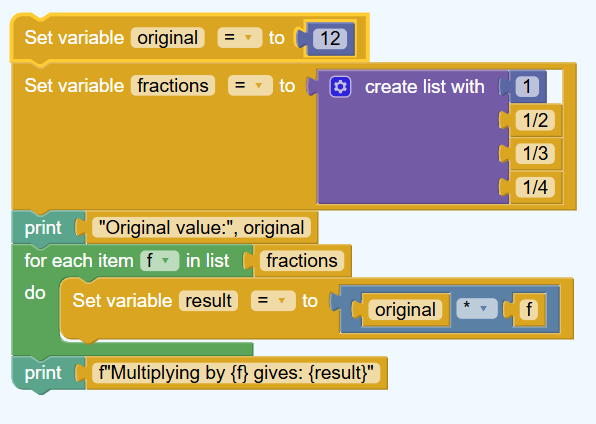 Set variable original = to 12
Set variable fractions = to create list with 1
1/2
1/3
1/4
print "Original value:", original
for each item f in list fractions
do Set variable result = to original * f
print f"Multiplying by {f} gives: {result}"